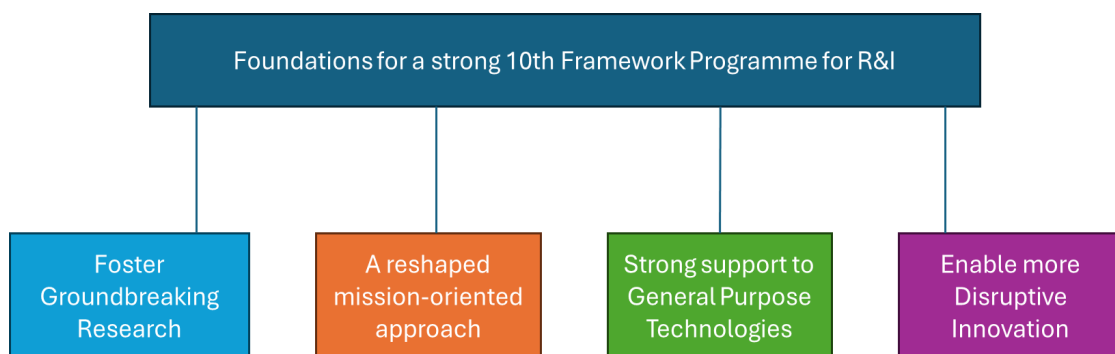 Foundations for a strong 10th Framework Programme for R&I
Foster
Groundbreaking
Research
A reshaped
mission-oriented
approach
Strong support to
General Purpose
Technologies
Enable more
Disruptive
Innovation